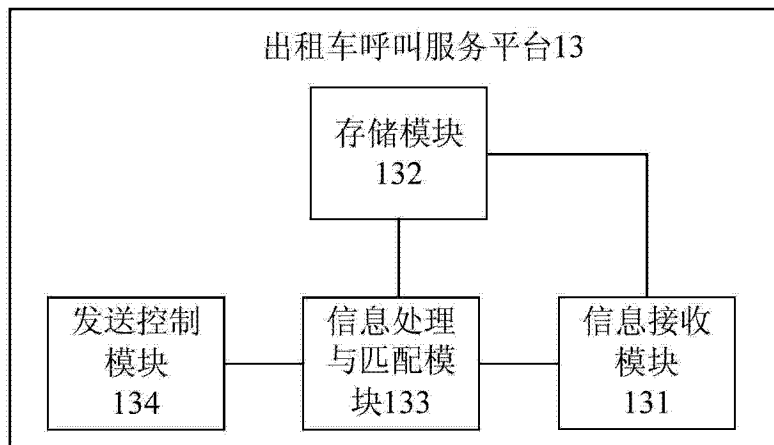 出租车呼叫服务平台13
存储模块
132
发送控制
模块
134
信息处理
与匹配模
块133
信息接收
模块
131